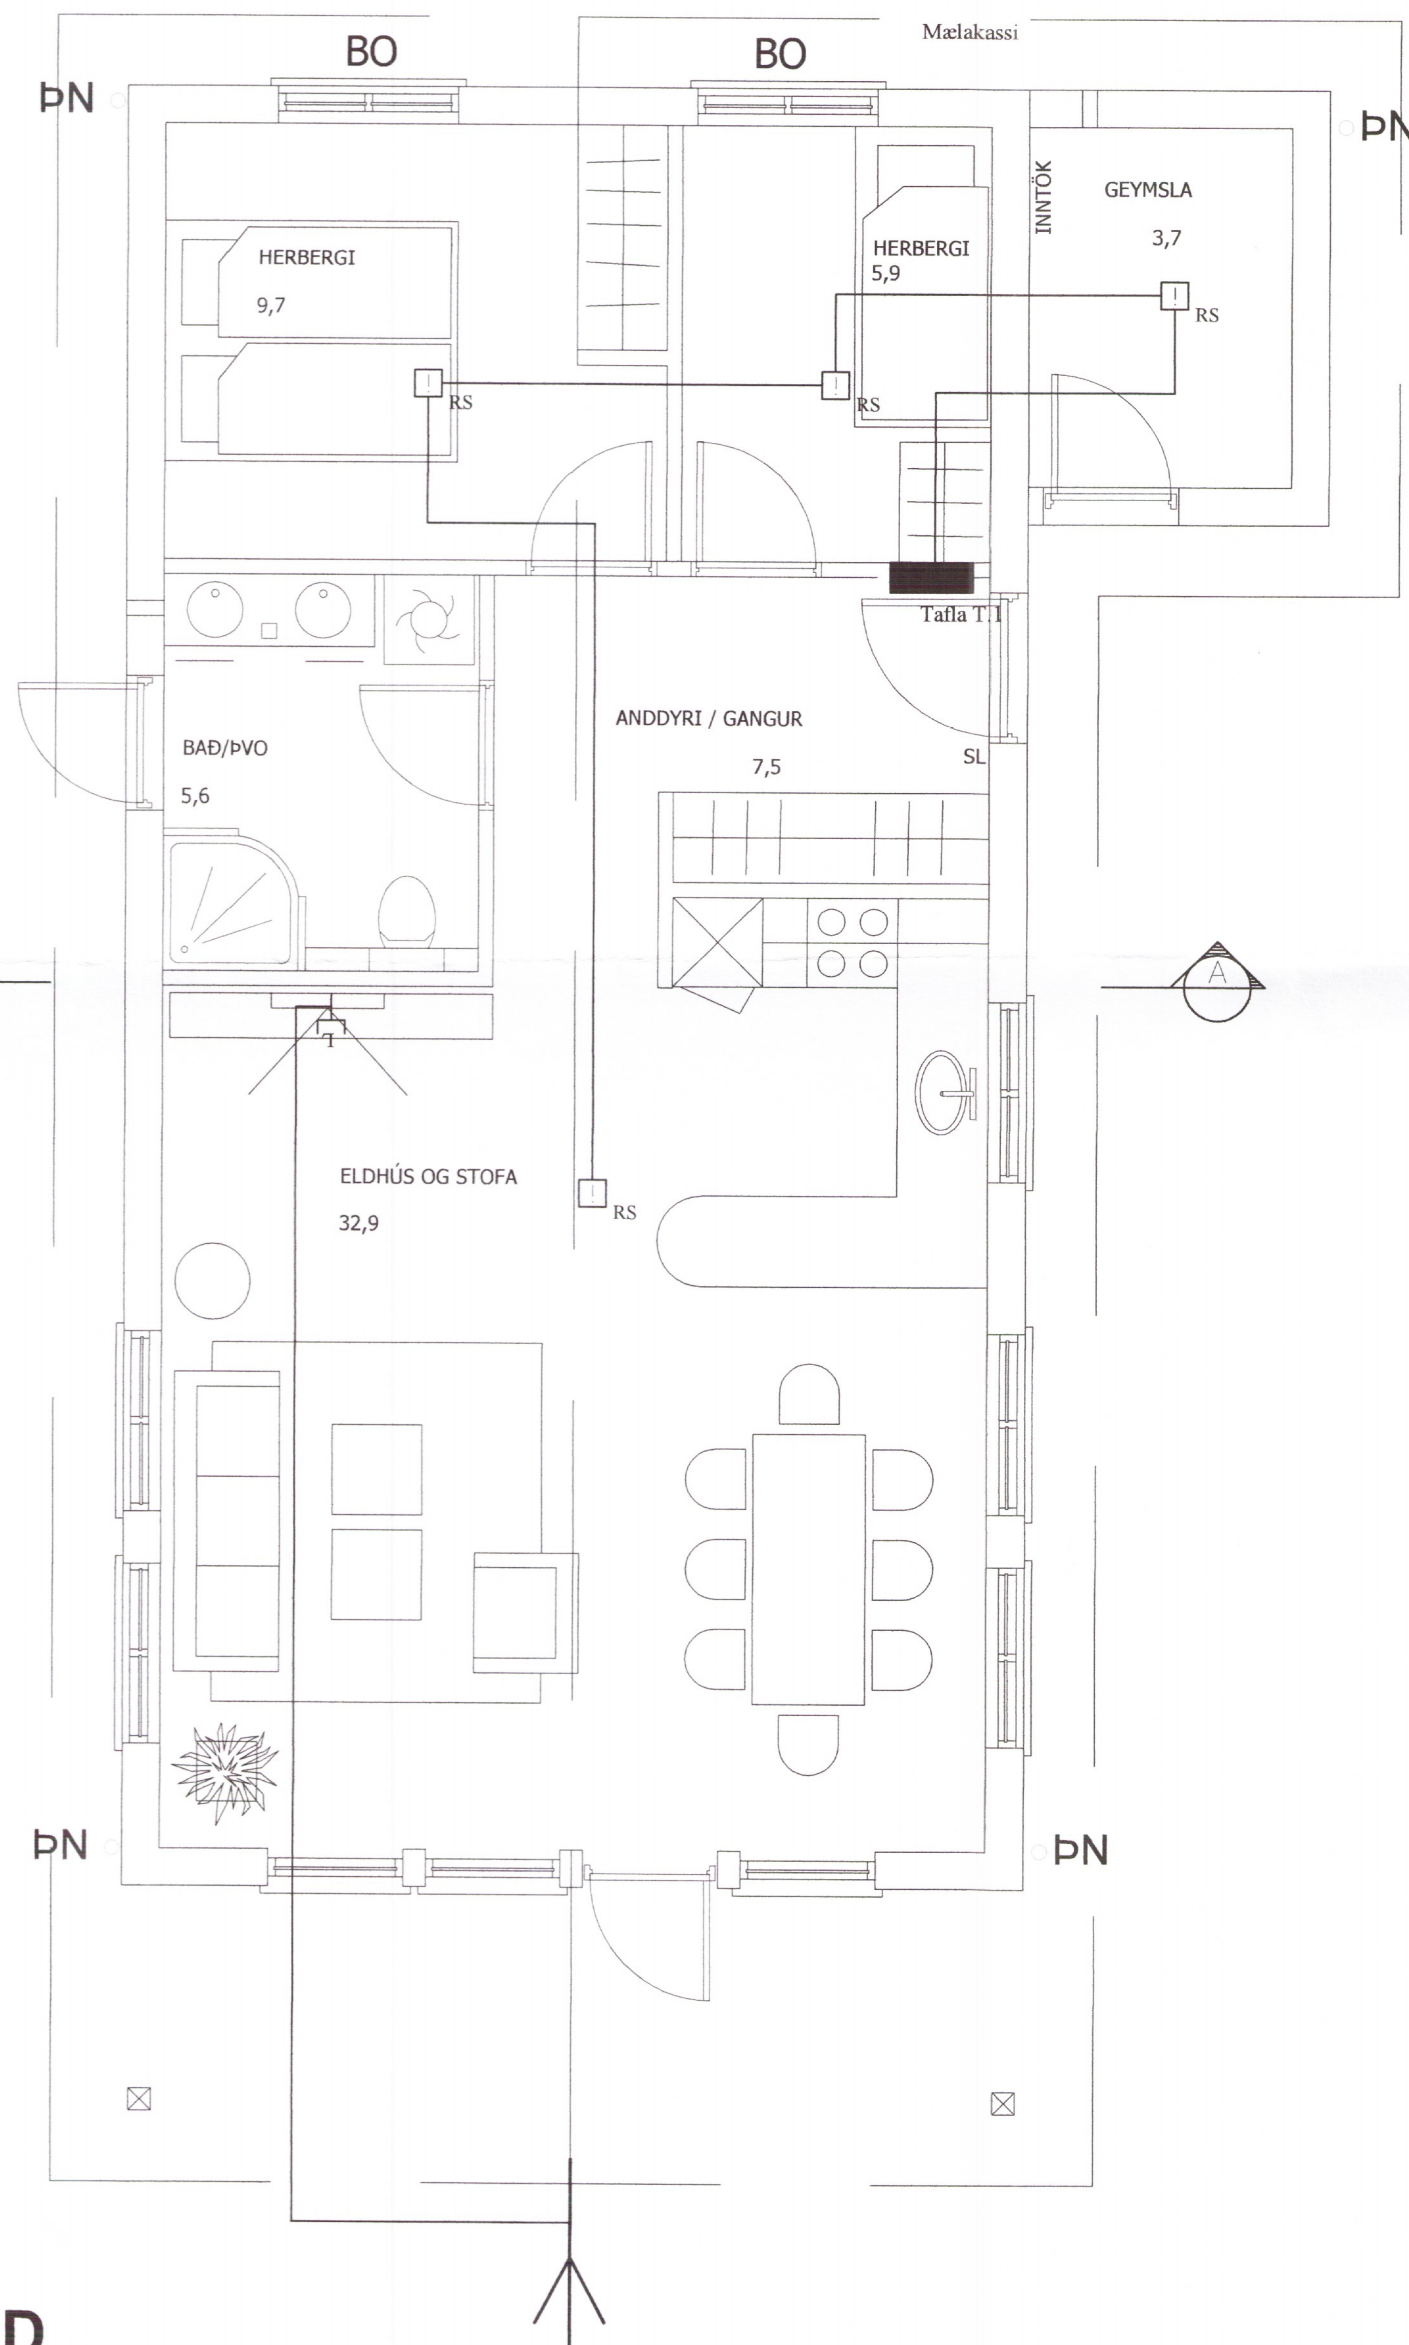 Mælakassi
BO
BO
ÞN
ÞN
INNTÖK
GEYMSLA
3,7
HERBERGI
9,7
HERBERGI
5,9
RS
RS
RS
Tafla T.1
ANDDYRI / GANGUR
7,5
SL
BAÐ/ÞVO
5,6
A
ELDHÚS OG STOFA
32,9
RS
ÞN
ÞN
D